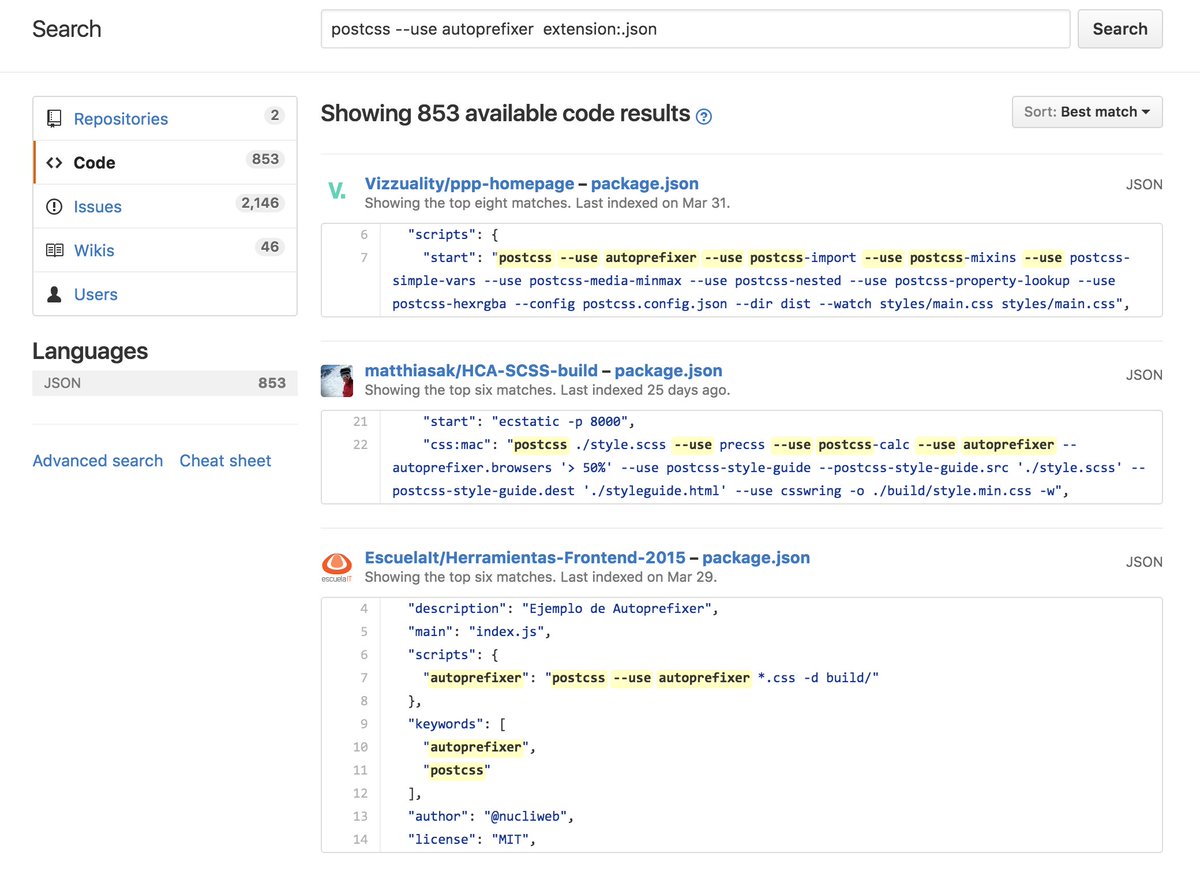 Search
postcss --use autoprefixer  extension:.json
Search
Repositories 2
Code 853
Issues 2,146
Wikis 46
Users
Languages
JSON 853
Advanced search Cheat sheet
Showing 853 available code results ?
Sort: Best match
V.
Vizzuality/ppp-homepage – package.json
JSON
Showing the top eight matches. Last indexed on Mar 31.
6 "scripts": {
7 "start": "postcss --use autoprefixer --use postcss-import --use postcss-mixins --use postcss-
simple-vars --use postcss-media-minmax --use postcss-nested --use postcss-property-lookup --use
postcss-hexrgba --config postcss.config.json --dir dist --watch styles/main.css styles/main.css",
matthiasak/HCA-SCSS-build – package.json
JSON
Showing the top six matches. Last indexed 25 days ago.
21 "start": "ecstatic -p 8000",
22 "css:mac": "postcss ./style.scss --use precss --use postcss-calc --use autoprefixer --
autoprefixer.browsers '> 50%' --use postcss-style-guide --postcss-style-guide.src './style.scss' --
postcss-style-guide.dest './styleguide.html' --use csswring -o ./build/style.min.css -w",
escuelaIT
EscuelaIt/Herramientas-Frontend-2015 – package.json
JSON
Showing the top six matches. Last indexed on Mar 29.
4 "description": "Ejemplo de Autoprefixer",
5 "main": "index.js",
6 "scripts": {
7 "autoprefixer": "postcss --use autoprefixer *.css -d build/"
8 },
9 "keywords": [
10 "autoprefixer",
11 "postcss"
12 ],
13 "author": "@nucliweb",
14 "license": "MIT",